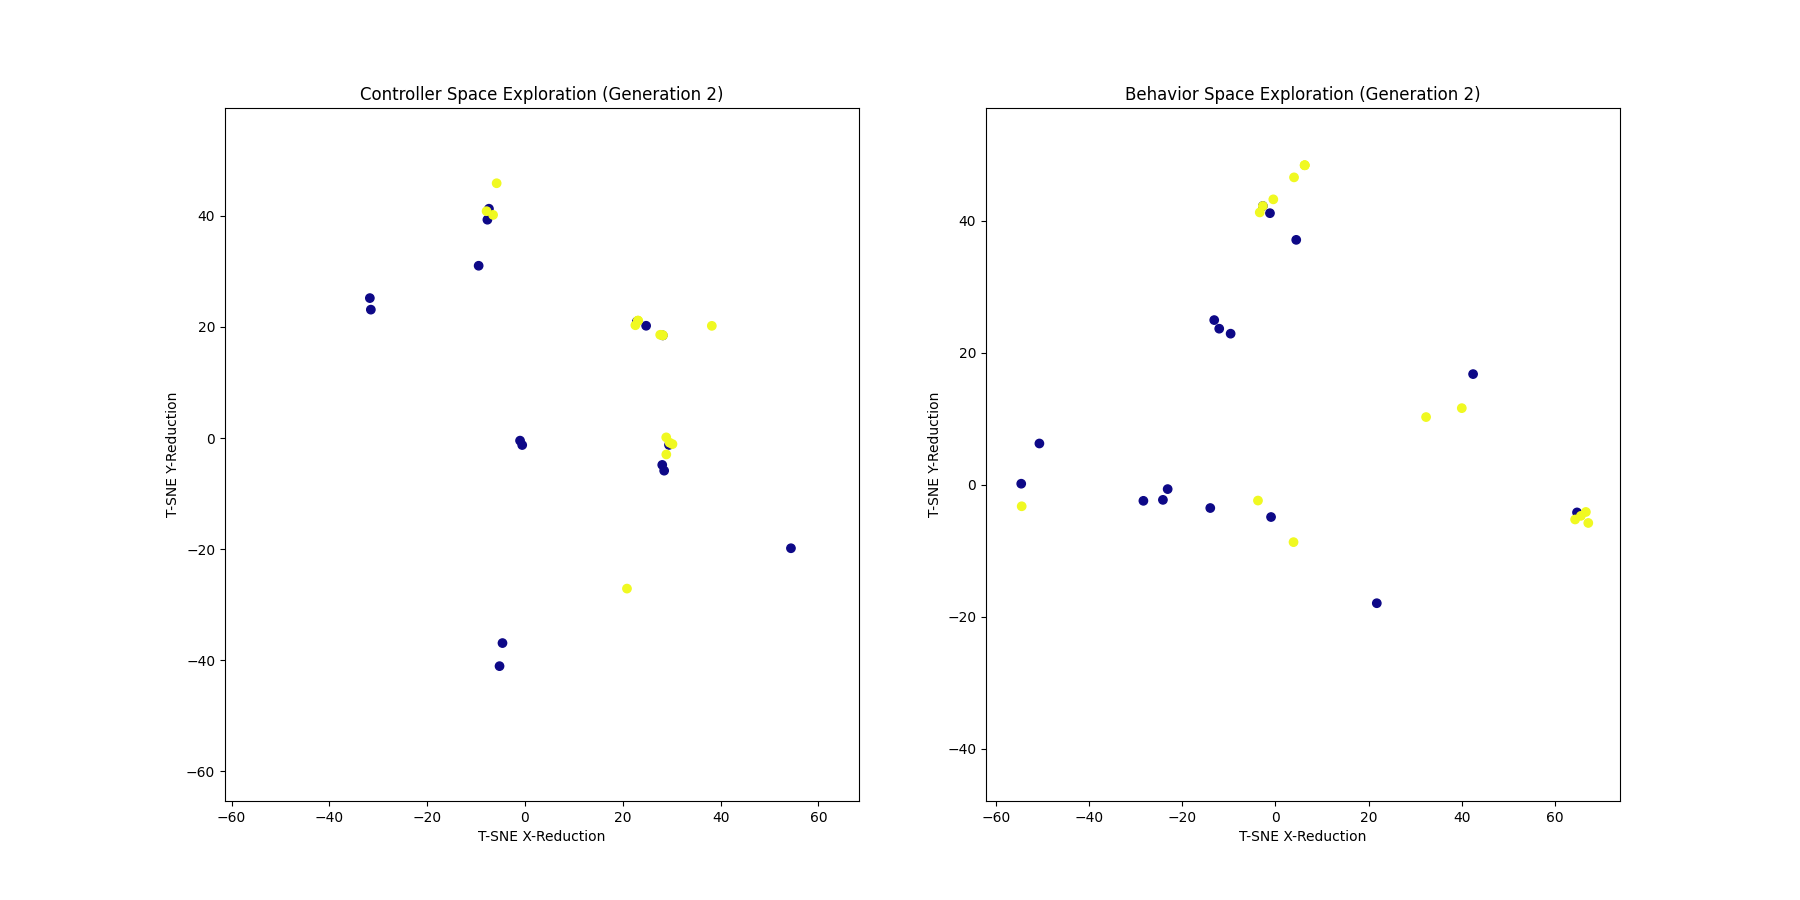 Controller Space Exploration (Generation 2)
T-SNE Y-Reduction
40
20
0
−20
−40
−60
−60 −40 −20 0 20 40 60
T-SNE X-Reduction
Behavior Space Exploration (Generation 2)
T-SNE Y-Reduction
40
20
0
−20
−40
−60 −40 −20 0 20 40 60
T-SNE X-Reduction